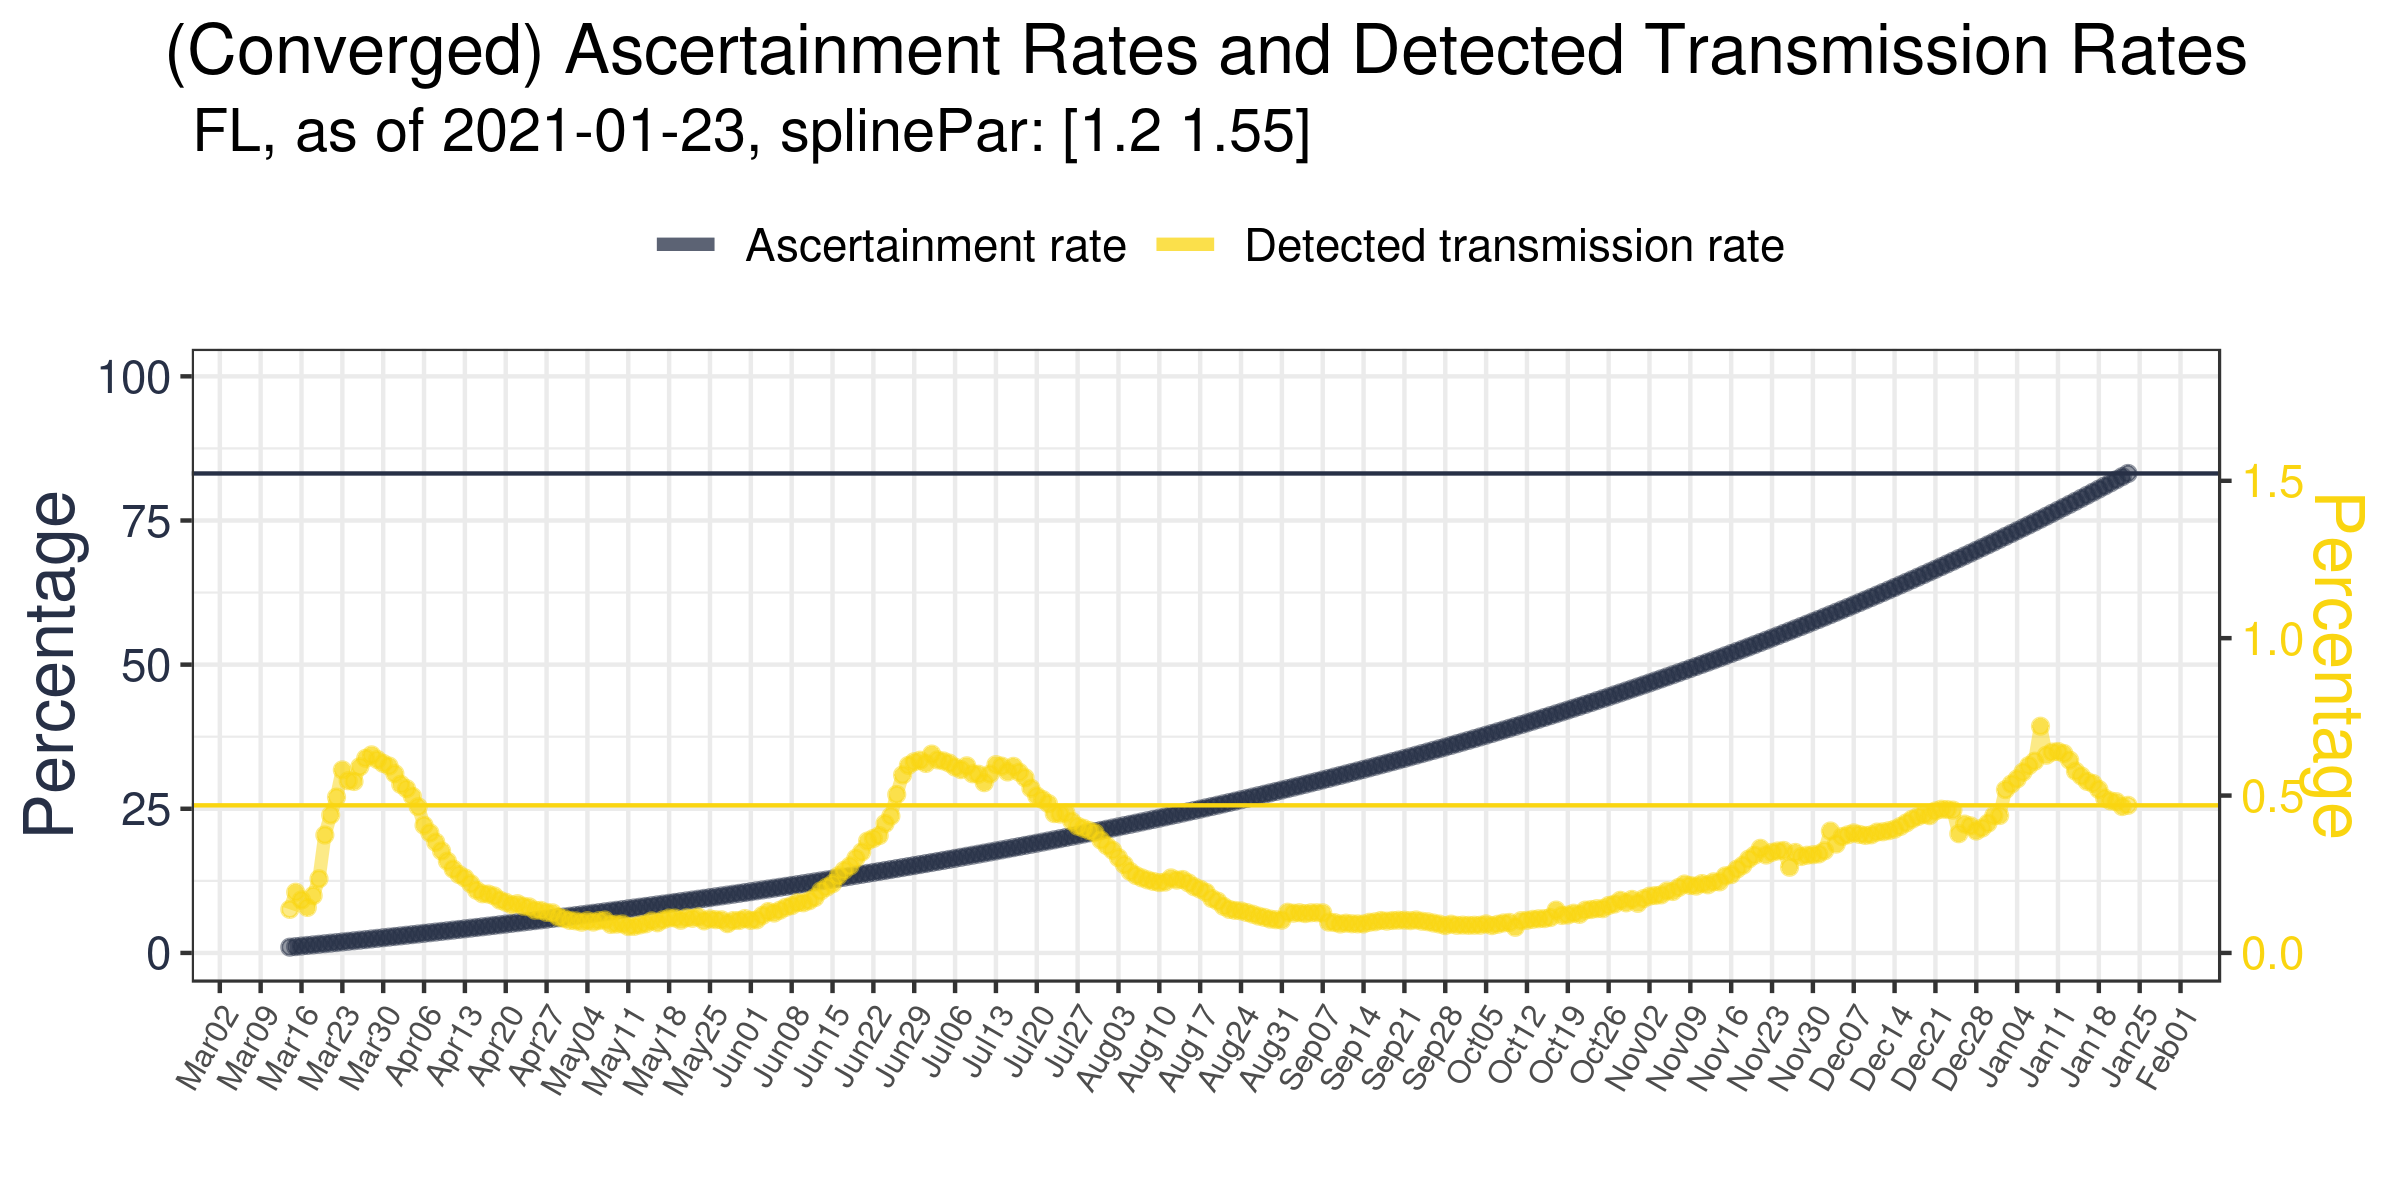 (Converged) Ascertainment Rates and Detected Transmission Rates
FL, as of 2021-01-23, splinePar: [1.2 1.55]
Ascertainment rate Detected transmission rate
Percentage
100
75
50
25
0
1.5
1.0
0.5
0.0
Percentage
Mar02 Mar09 Mar16 Mar23 Mar30 Apr06 Apr13 Apr20 Apr27 May04 May11 May18 May25 Jun01 Jun08 Jun15 Jun22 Jun29 Jul06 Jul13 Jul20 Jul27 Aug03 Aug10 Aug17 Aug24 Aug31 Sep07 Sep14 Sep21 Sep28 Oct05 Oct12 Oct19 Oct26 Nov02 Nov09 Nov16 Nov23 Nov30 Dec07 Dec14 Dec21 Dec28 Jan04 Jan11 Jan18 Jan25 Feb01